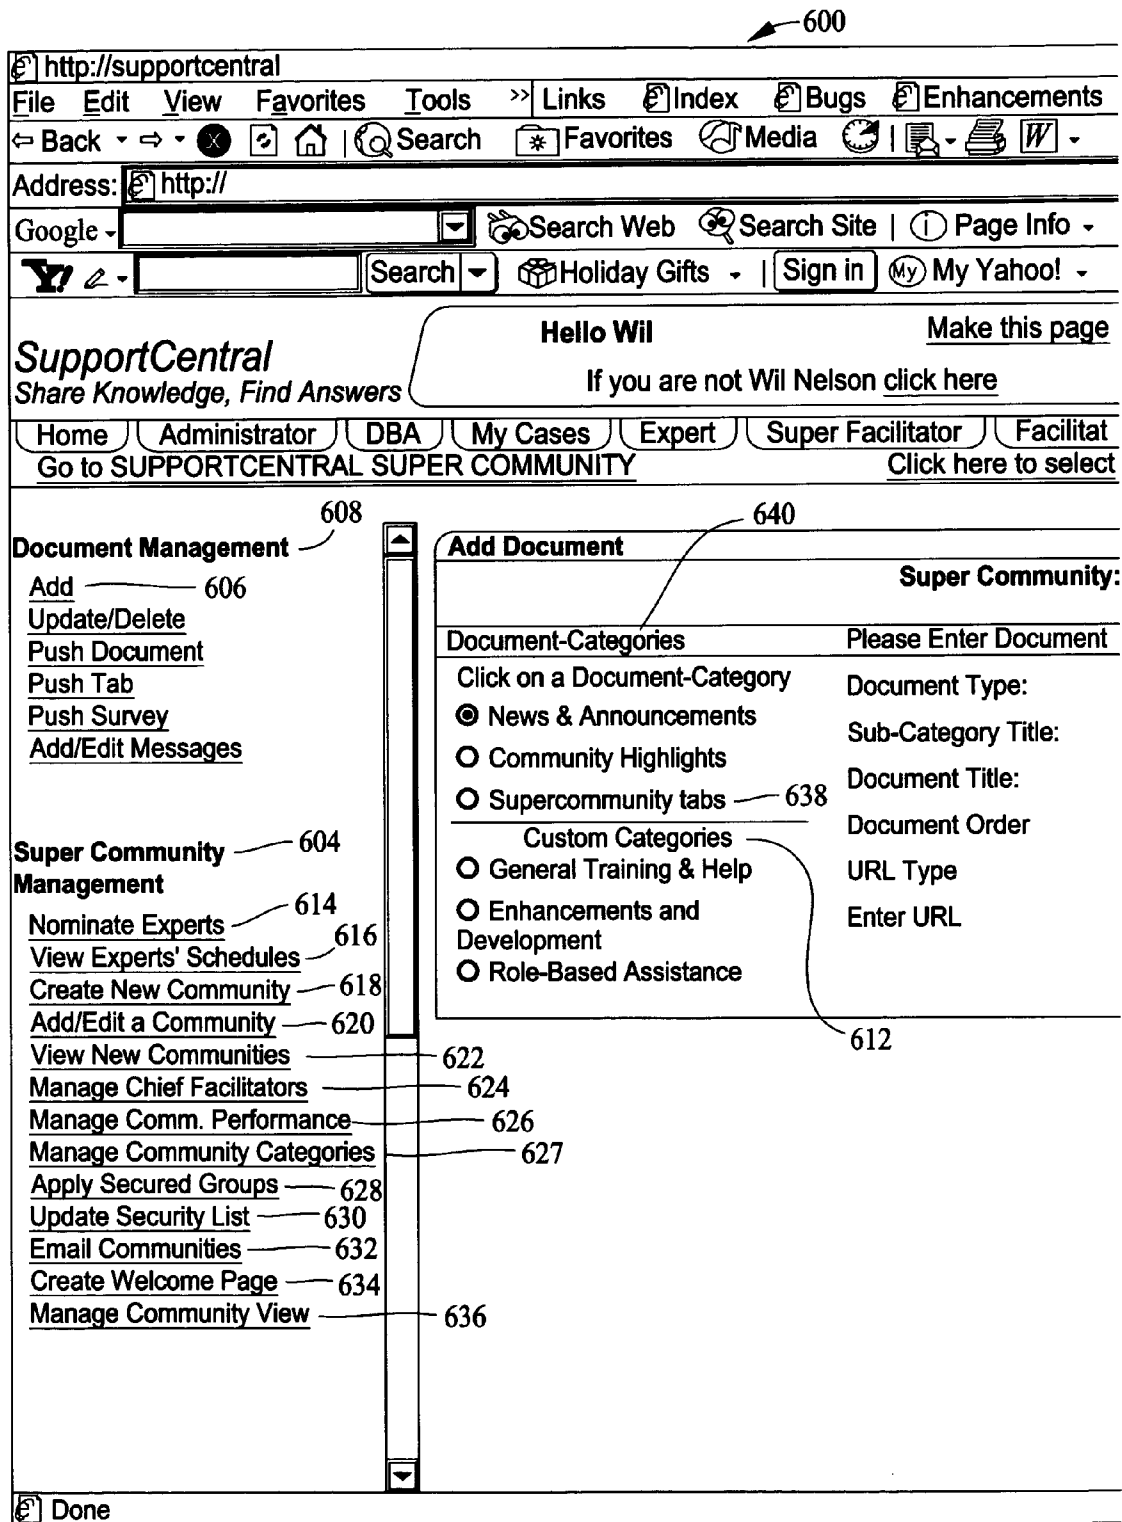 600
http://supportcentral
File Edit View Favorites Tools >> Links Index Bugs Enhancements
Back Search Favorites Media W
Address: http://
Google Search Web Search Site | i Page Info
Y! Search Holiday Gifts | Sign in My My Yahoo!
Hello Wil Make this page
SupportCentral
Share Knowledge, Find Answers
If you are not Wil Nelson click here
Home Administrator DBA My Cases Expert Super Facilitator Facilitat
Go to SUPPORTCENTRAL SUPER COMMUNITY Click here to select
608
640
Document Management
Add Document
Add 606
Super Community:
Update/Delete
Document-Categories Please Enter Document
Push Document
Click on a Document-Category Document Type:
Push Tab
News & Announcements
Push Survey
Sub-Category Title:
Add/Edit Messages
Community Highlights
Document Title:
Supercommunity tabs 638
Custom Categories
Document Order
Super Community 604
Management
General Training & Help URL Type
Nominate Experts 614
Enhancements and
Development
Enter URL
View Experts' Schedules 616
Role-Based Assistance
Create New Community 618
Add/Edit a Community 620
612
View New Communities 622
Manage Chief Facilitators 624
Manage Comm. Performance 626
Manage Community Categories 627
Apply Secured Groups 628
Update Security List 630
Email Communities 632
Create Welcome Page 634
Manage Community View 636
Done